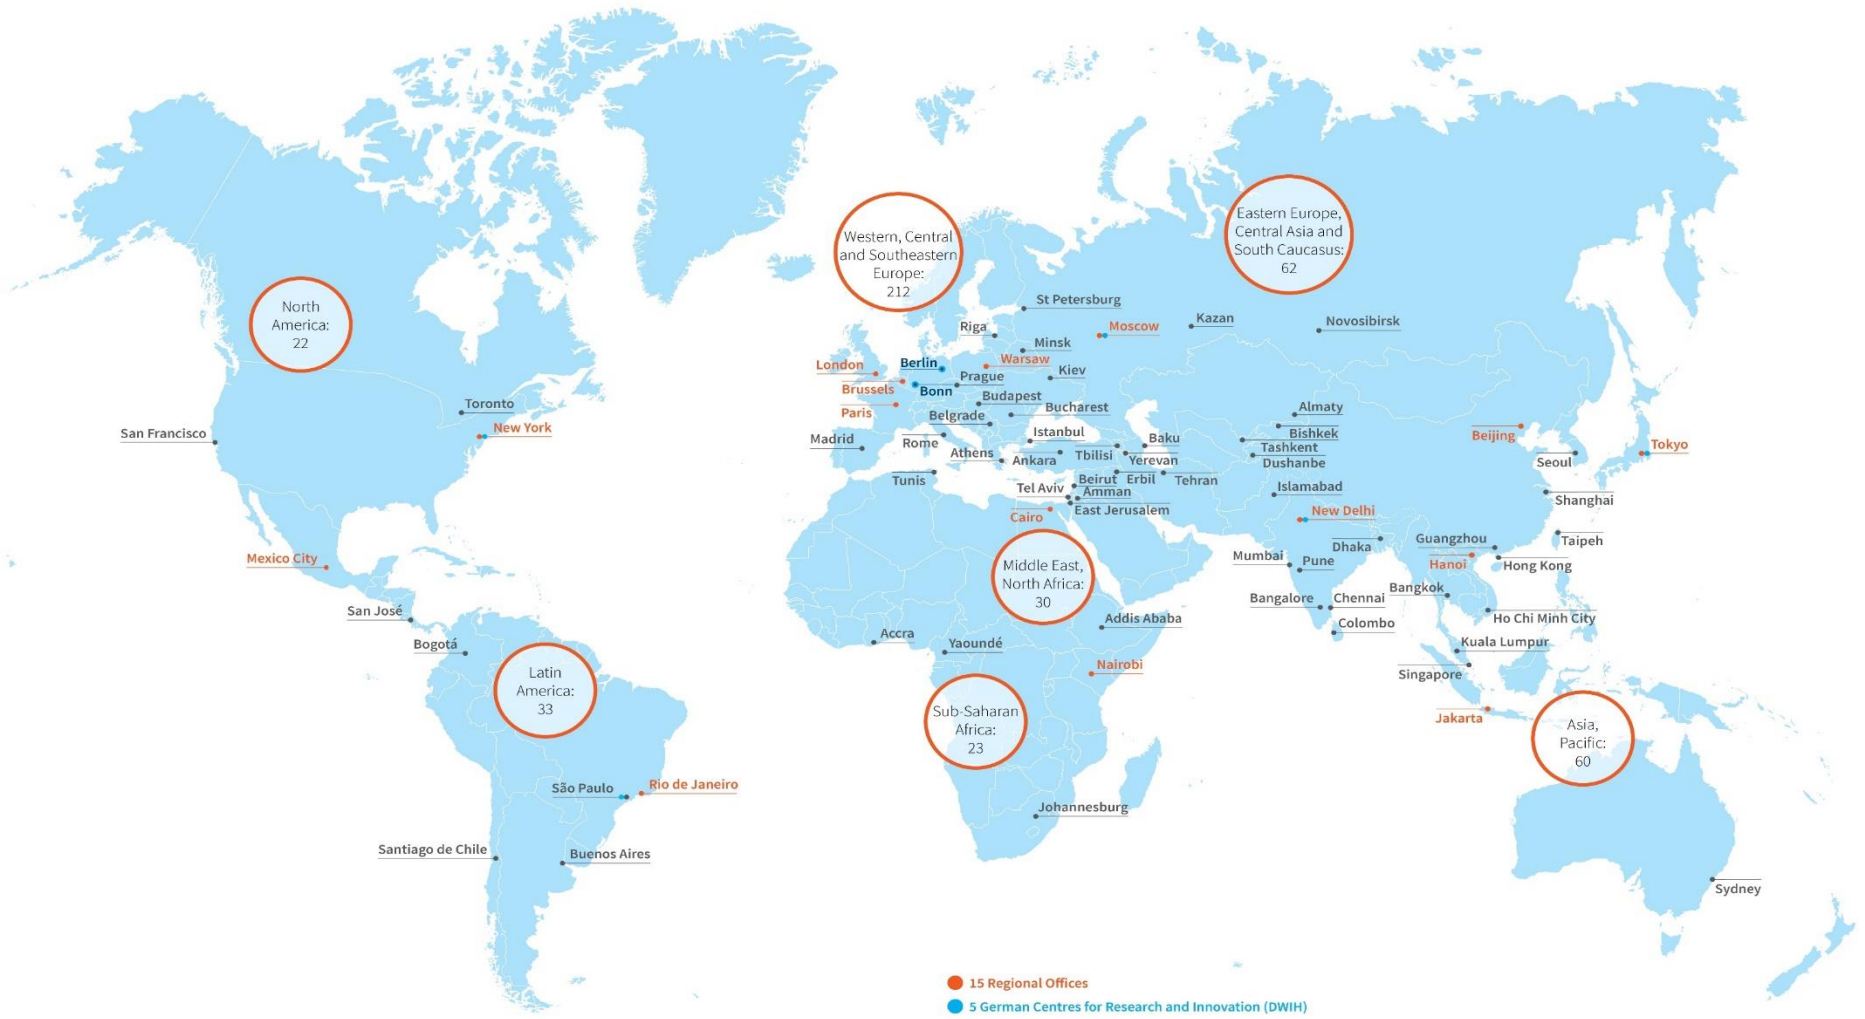 Western, Central
and Southeastern
Europe:
212
Eastern Europe,
Central Asia and
South Caucasus:
62
North
America:
22
St Petersburg
Riga
Moscow
Kazan
Novosibirsk
Minsk
London
Berlin
Warsaw
Brussels
Bonn
Prague
Kiev
Paris
Budapest
Belgrade
Bucharest
Toronto
New York
San Francisco
Madrid
Rome
Istanbul
Athens
Ankara
Tbilisi
Baku
Yerevan
Almaty
Bishkek
Tashkent
Dushanbe
Beijing
Tokyo
Seoul
Tunis
Tel Aviv
Beirut
Erbil
Tehran
Amman
East Jerusalem
Islamabad
Shanghai
Cairo
New Delhi
Mexico City
Middle East,
North Africa:
30
Mumbai
Pune
Dhaka
Guangzhou
Hanoi
Taipeh
Hong Kong
Bangkok
Bangalore
Chennai
Colombo
Ho Chi Minh City
San José
Bogotá
Accra
Yaoundé
Addis Ababa
Nairobi
Kuala Lumpur
Singapore
Jakarta
Latin
America:
33
Sub-Saharan
Africa:
23
Asia,
Pacific:
60
São Paulo
Rio de Janeiro
Johannesburg
Santiago de Chile
Buenos Aires
Sydney
15 Regional Offices
5 German Centres for Research and Innovation (DWIH)